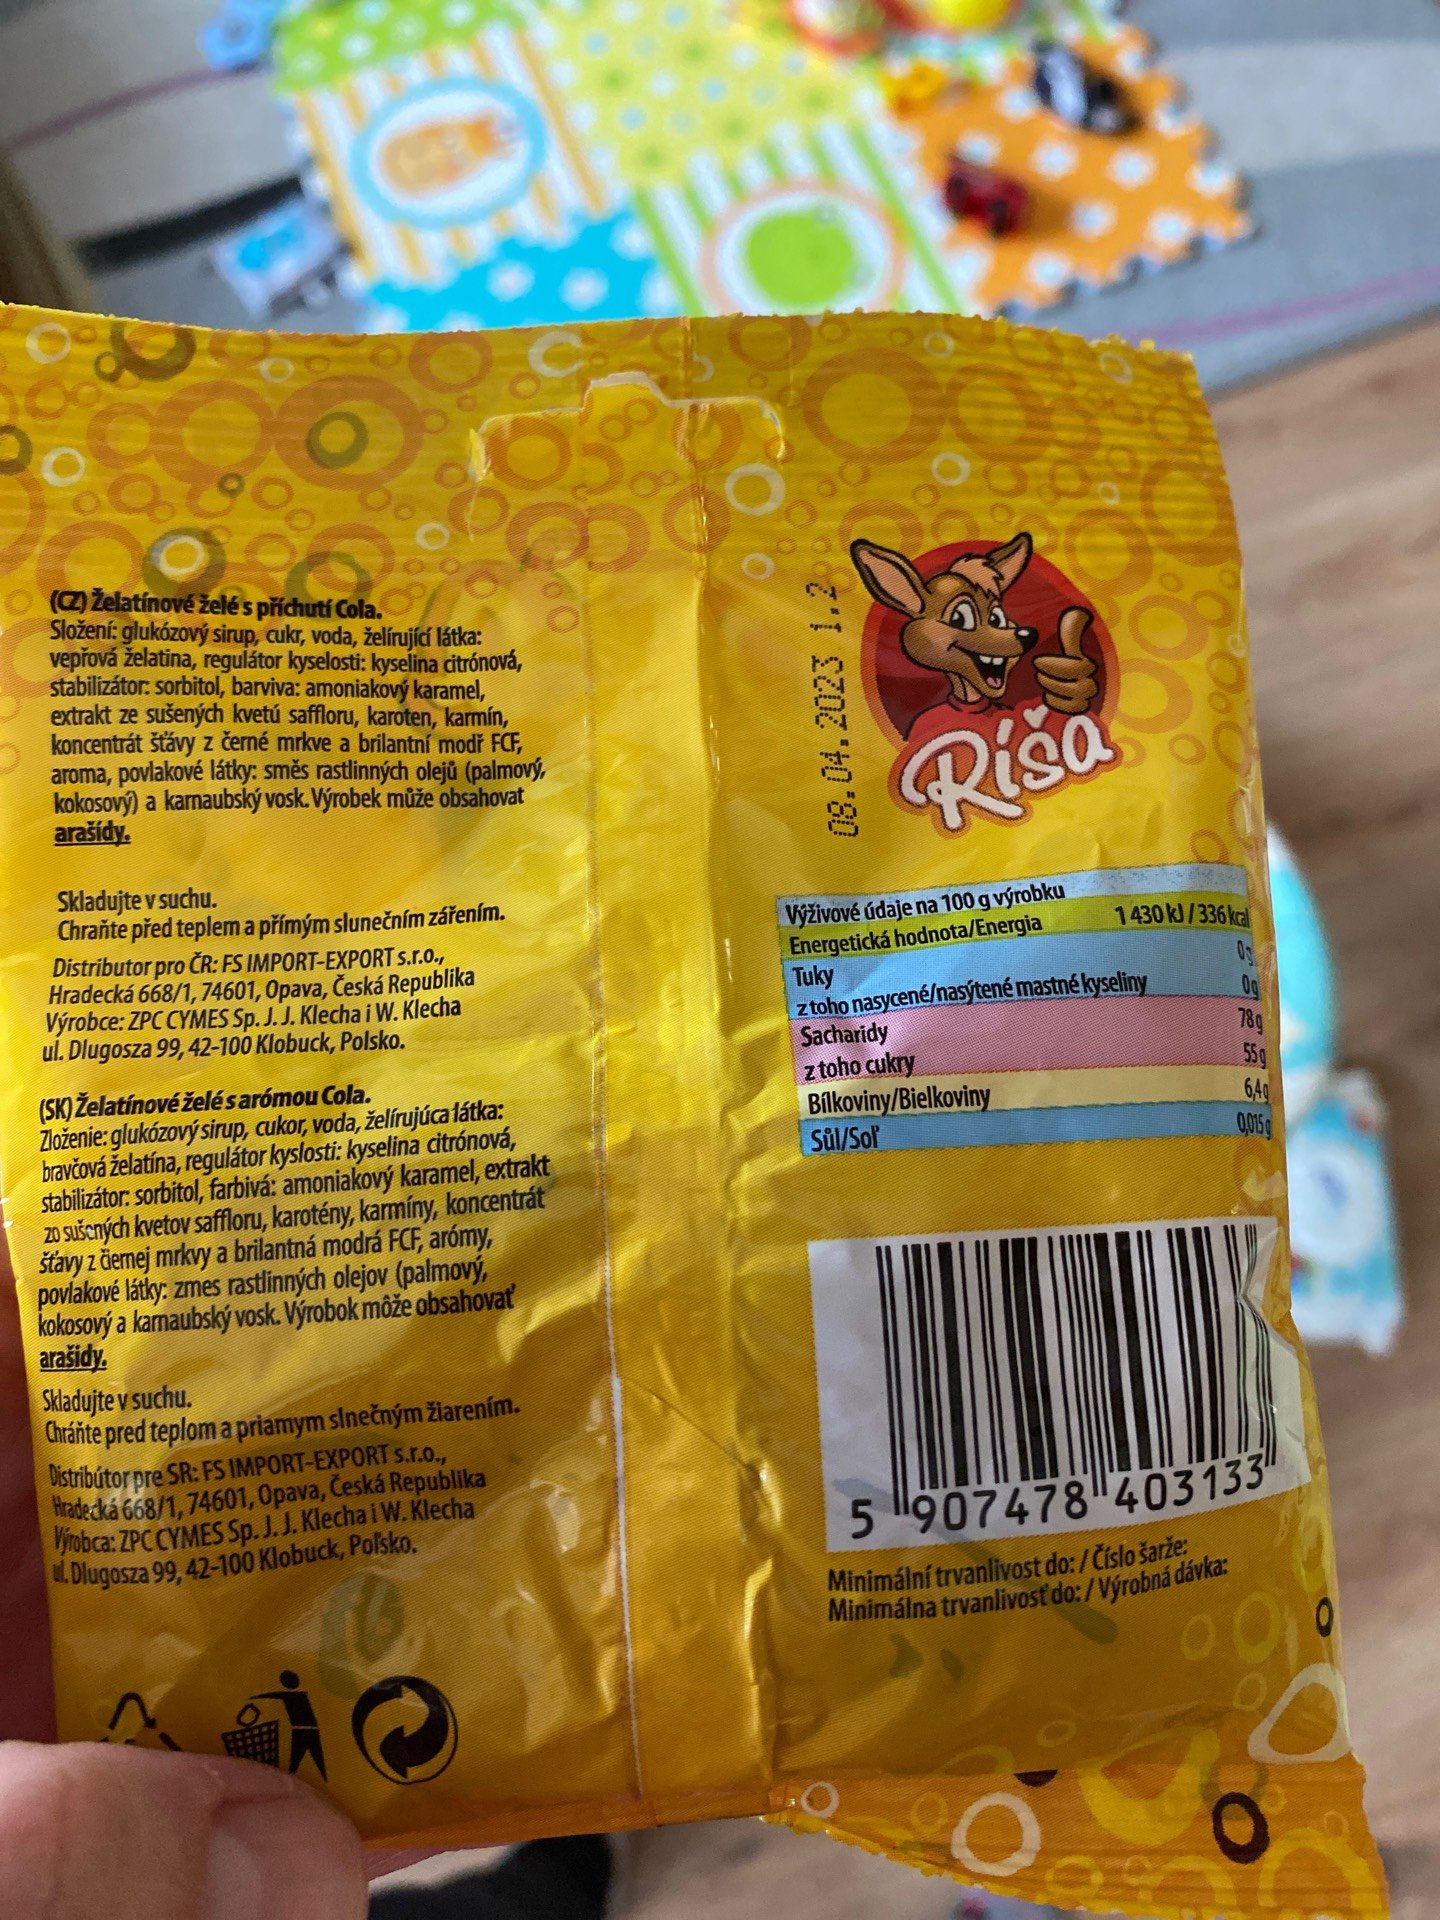 (CZ) Želatínové želé s příchutí Cola.
Složení: glukózový sirup, cukr, voda, želírující látka:
vepřová želatina, regulátor kyselosti: kyselina citrónová,
stabilizátor: sorbitol, barviva: amoniakový karamel,
extrakt ze sušených kvetú saffloru, karoten, karmín,
koncentrát šťávy z černé mrkve a brilantní modř FCF,
aroma, povlakové látky: směs rastlinných olejů (palmový,
kokosový) a karnaubský vosk. Výrobek může obsahovat
arašídy.
Skladujte v suchu.
Chraňte před teplem a přímým slunečním zářením.
Distributor pro ČR: FS IMPORT-EXPORT s.r.o.,
Hradecká 668/1, 74601, Opava, Česká Republika
Výrobce: ZPC CYMES Sp. J. J. Klecha i W. Klecha
ul. Dlugosza 99, 42-100 Klobuck, Polsko.
(SK) Želatínové želé s arómou Cola.
Zloženie: glukózový sirup, cukor, voda, želírujúca látka:
bravčová želatína, regulátor kyslosti: kyselina citrónová,
stabilizátor: sorbitol, farbivá: amoniakový karamel, extrakt
zo sušených kvetov saffloru, karotény, karmíny, koncentrát
šťavy z čiernej mrkvy a brilantná modrá FCF, arómy,
povlakové látky: zmes rastlinných olejov (palmový,
kokosový a karnaubský vosk. Výrobok môže obsahovať
arašidy.
Skladujte v suchu.
Chráňte pred teplom a priamym slnečným žiarením.
Distribútor pre SR: FS IMPORT-EXPORT s.r.o.,
Hradecká 668/1, 74601, Opava, Česká Republika
Výrobca: ZPC CYMES Sp. J. J. Klecha i W. Klecha
ul. Dlugosza 99, 42-100 Klobuck, Poľsko.
08.04.2023 1.2
Ríša
Výživové údaje na 100 g výrobku
Energetická hodnota/Energia 1 430 kJ / 336 kcal
Tuky 0g
z toho nasycené/nasýtené mastné kyseliny 0g
Sacharidy 78g
z toho cukry 55g
Bílkoviny/Bielkoviny 6,4g
Sůl/Soľ 0,015g
5 907478 403133
Minimální trvanlivost do: / Číslo šarže:
Minimálna trvanlivosť do: / Výrobná dávka: